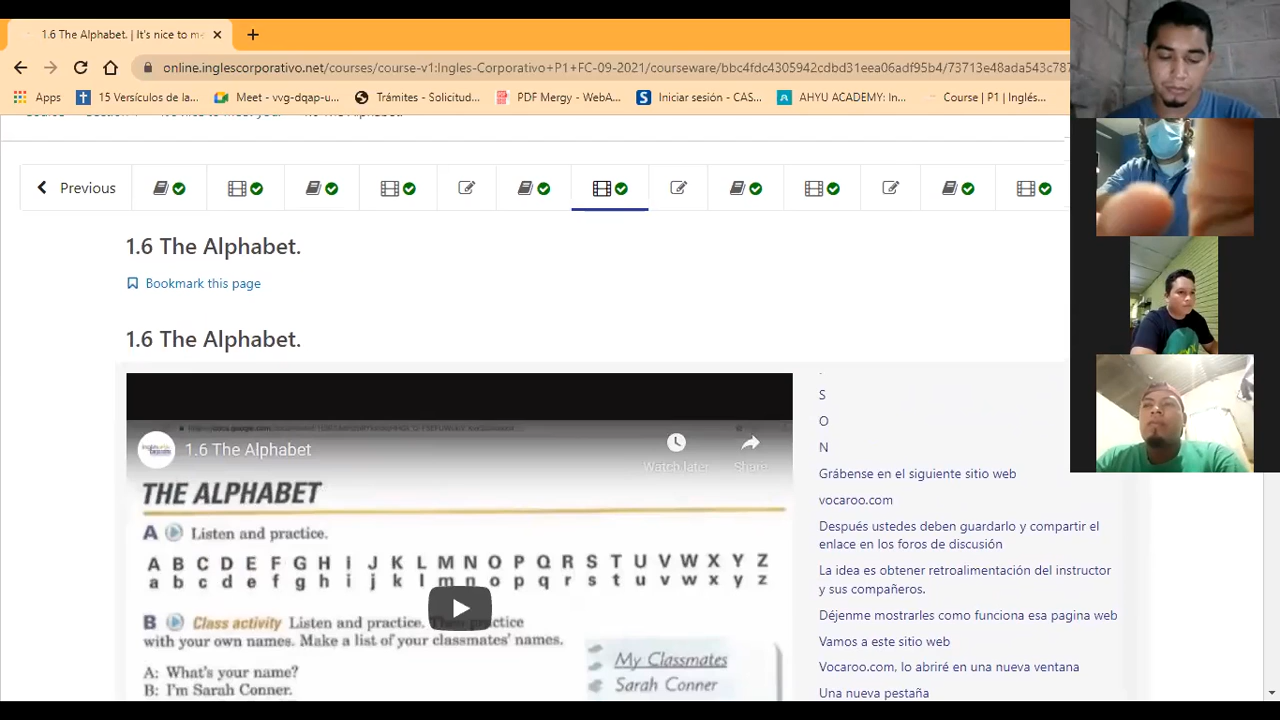 1.6 The Alphabet. | It's nice to me
online.inglescorporativo.net/courses/course-v1:Ingles-Corporativo+P1+FC-09-2021/courseware/bbc4fdc4305942cdbd31eea06adf95b4/73713e48ada543c787
Apps 15 Versículos de la... Meet - vvg-dqap-u... Trámites - Solicitud... PDF Mergy - WebA... Iniciar sesión - CAS... AHYU ACADEMY: In... Course | P1 | Inglés...
Previous
1.6 The Alphabet.
Bookmark this page
1.6 The Alphabet.
1.6 The Alphabet
Watch later Share
THE ALPHABET
A Listen and practice.
A B C D E F G H I J K L M N O P Q R S T U V W X Y Z
a b c d e f g h i j k l m n o p q r s t u v w x y z
B Class activity Listen and practice. Then practice
with your own names. Make a list of your classmates' names.
A: What's your name?
B: I'm Sarah Conner.
My Classmates
Sarah Conner
.
S
O
N
Grábense en el siguiente sitio web
vocaroo.com
Después ustedes deben guardarlo y compartir el
enlace en los foros de discusión
La idea es obtener retroalimentación del instructor
y sus compañeros.
Déjenme mostrarles como funciona esa pagina web
Vamos a este sitio web
Vocaroo.com, lo abriré en una nueva ventana
Una nueva pestaña